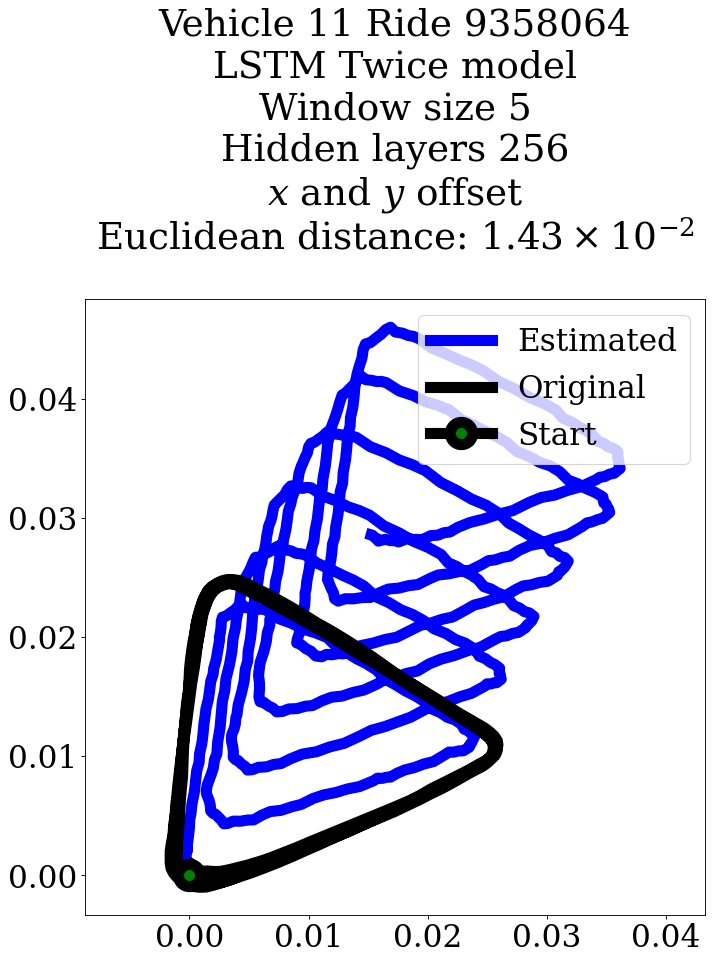 Vehicle 11 Ride 9358064
LSTM Twice model
Window size 5
Hidden layers 256
x and y offset
Euclidean distance: 1.43 × 10⁻²
Estimated
Original
Start
0.04
0.03
0.02
0.01
0.00
0.00 0.01 0.02 0.03 0.04